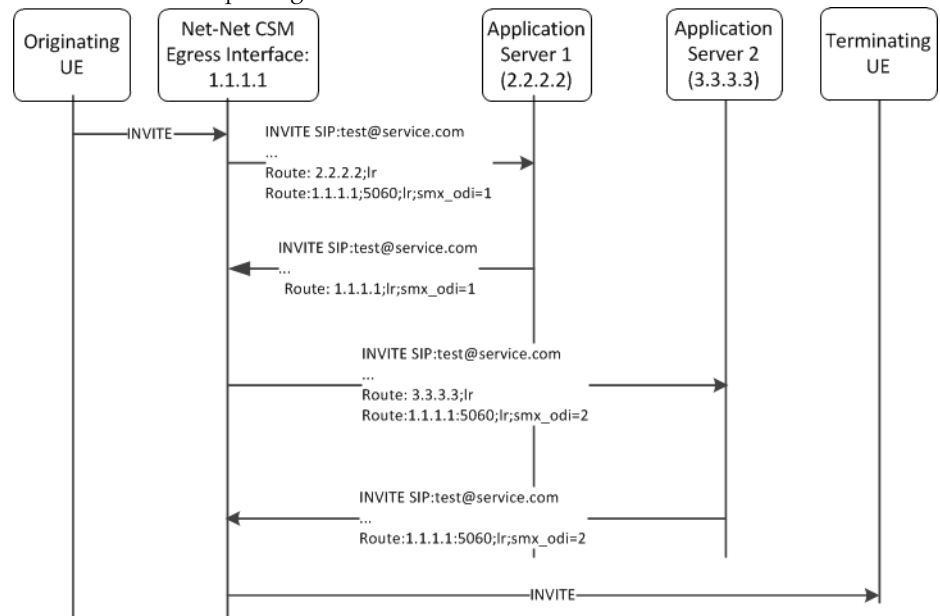 Originating
UE
Net-Net CSM
Egress Interface:
1.1.1.1
Application
Server 1
(2.2.2.2)
Application
Server 2
(3.3.3.3)
Terminating
UE
INVITE
INVITE SIP:test@service.com
...
Route: 2.2.2.2;lr
Route:1.1.1.1;5060;lr;smx_odi=1
INVITE SIP:test@service.com
...
Route: 1.1.1.1;lr;smx_odi=1
INVITE SIP:test@service.com
...
Route: 3.3.3.3;lr
Route:1.1.1.1:5060;lr;smx_odi=2
INVITE SIP:test@service.com
...
Route:1.1.1.1:5060;lr;smx_odi=2
INVITE